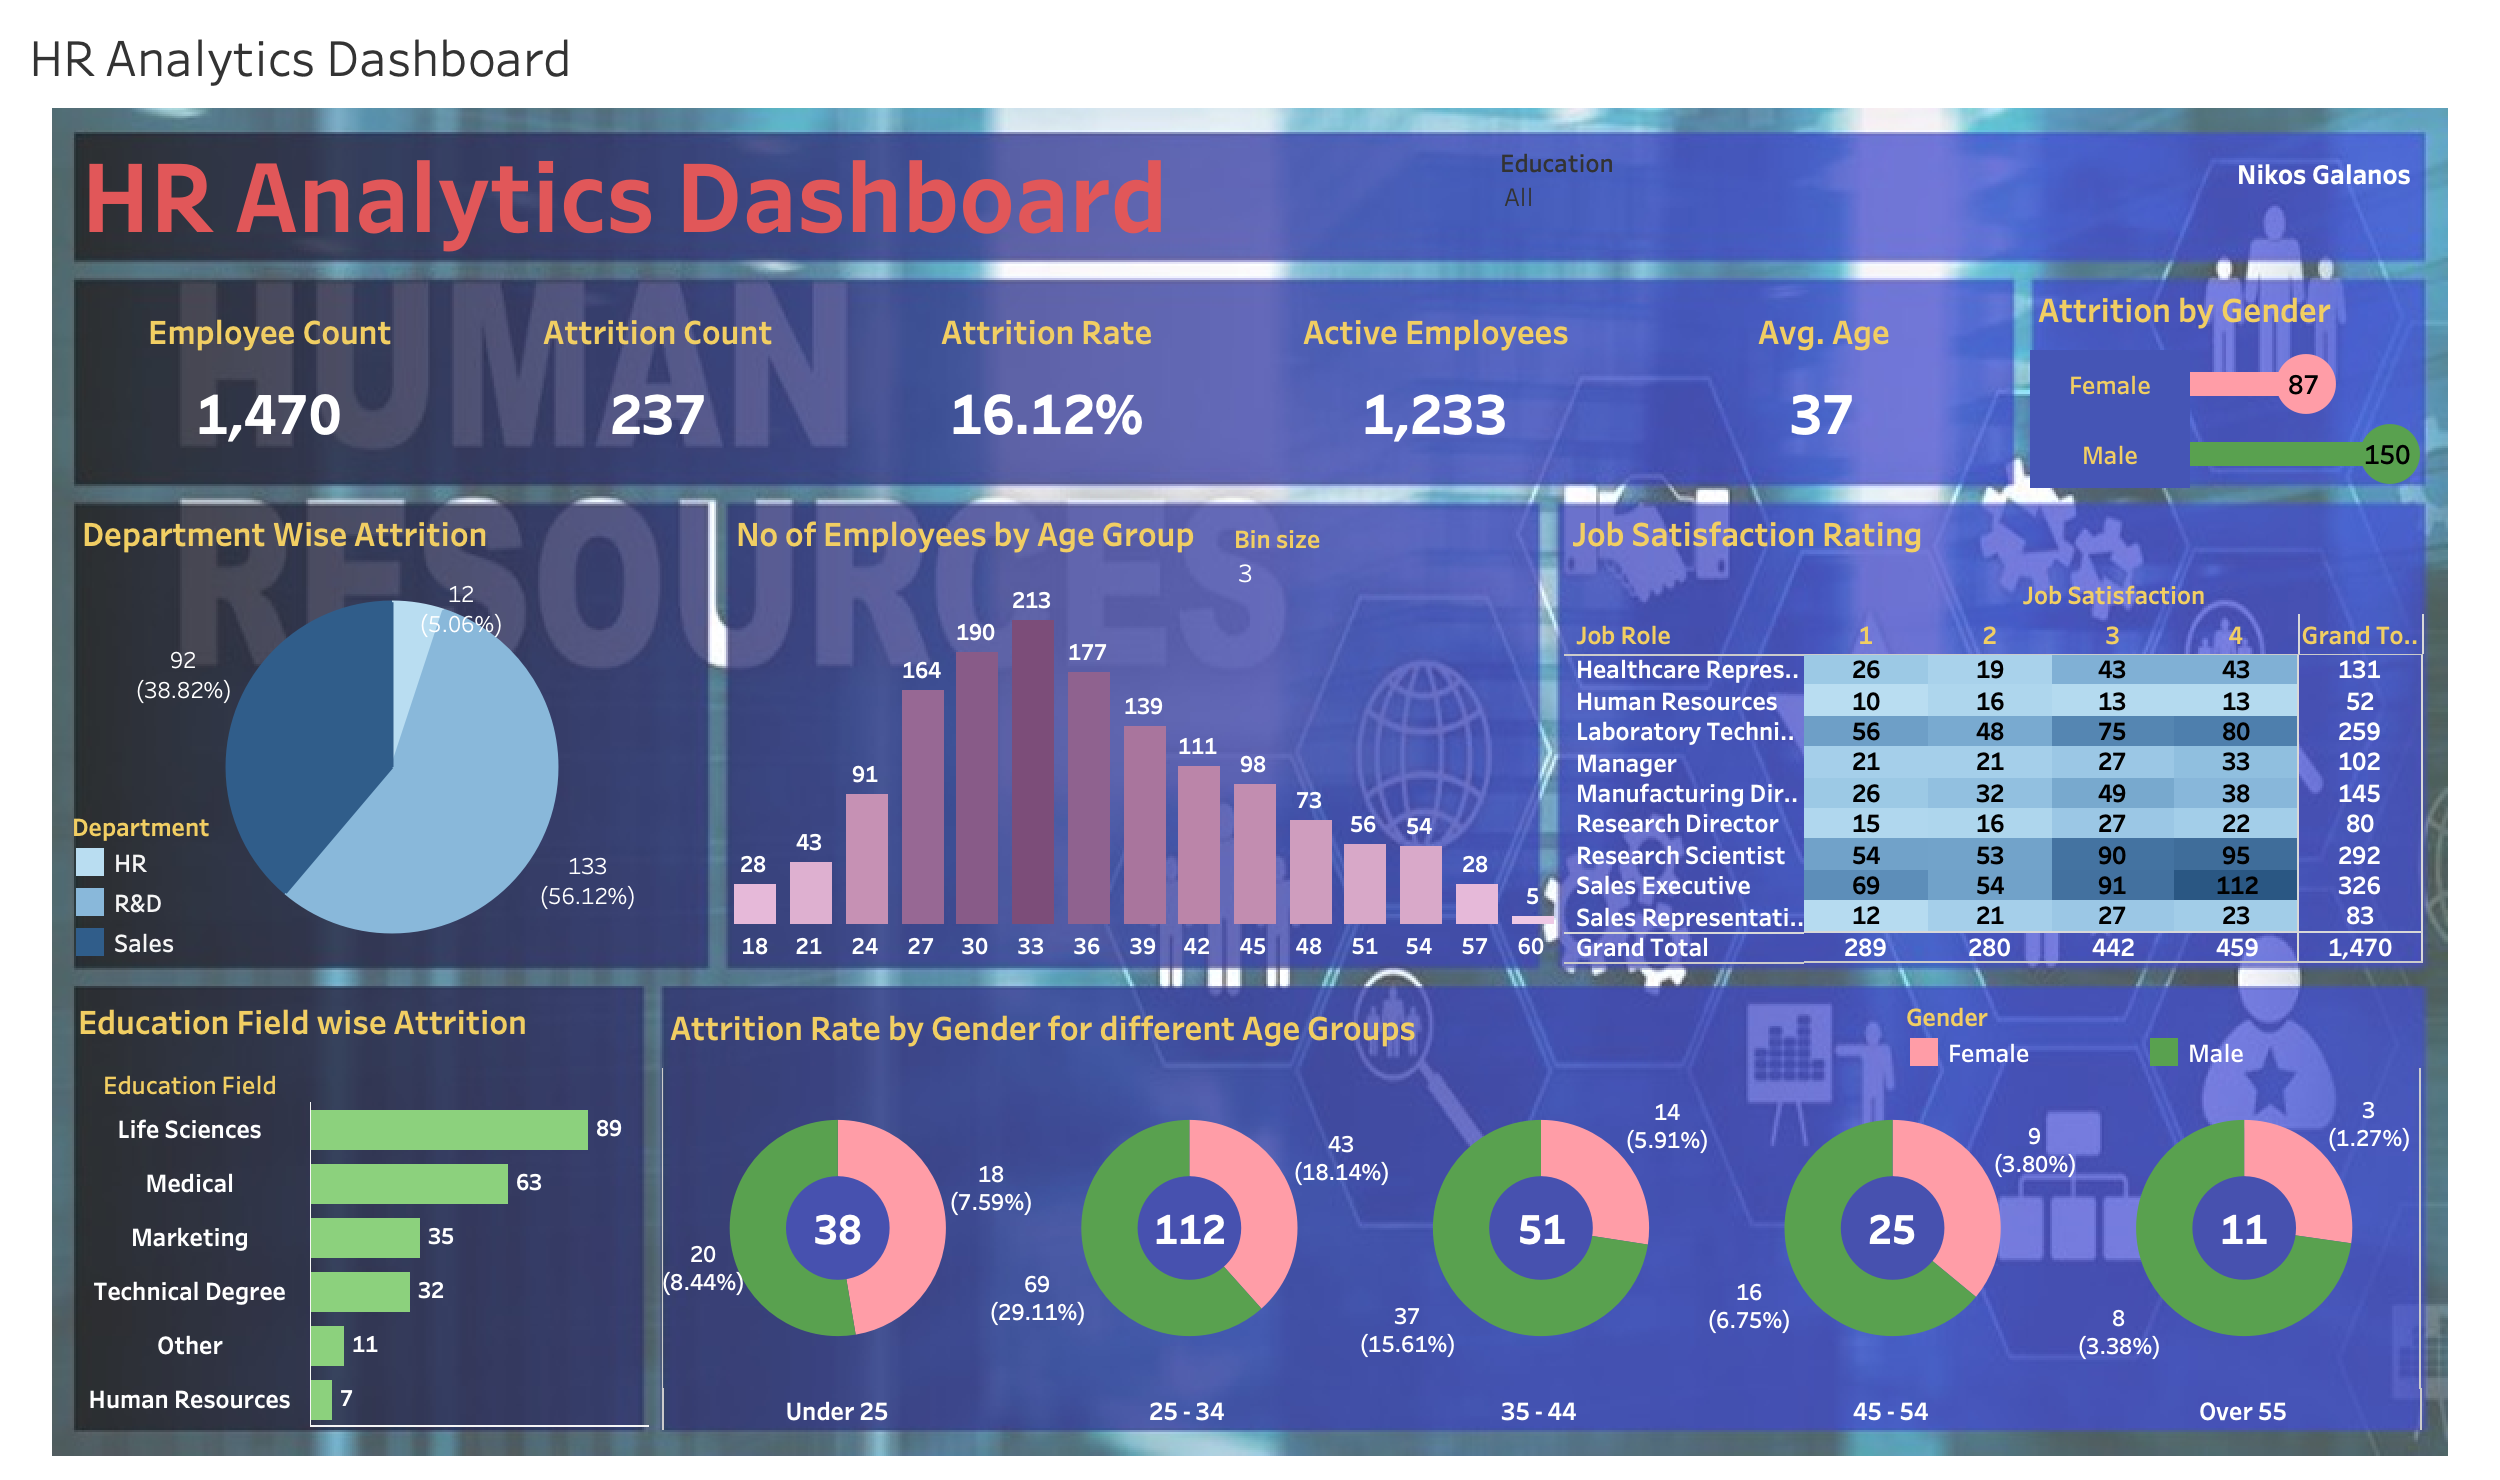 HR Analytics Dashboard
HR Analytics Dashboard
Education
All
Nikos Galanos
HUMAN
RESOURCES
Employee Count
1,470
Attrition Count
237
Attrition Rate
16.12%
Active Employees
1,233
Avg. Age
37
Attrition by Gender
Female 87
Male 150
Department Wise Attrition
12
(5.06%)
92
(38.82%)
133
(56.12%)
Department
HR
R&D
Sales
No of Employees by Age Group
Bin size
3
28 43 91 164 190 213 177 139 111 98 73 56 54 28 5
18 21 24 27 30 33 36 39 42 45 48 51 54 57 60
Job Satisfaction Rating
Job Satisfaction
Job Role 1 2 3 4 Grand To..
Healthcare Repres.. 26 19 43 43 131
Human Resources 10 16 13 13 52
Laboratory Techni.. 56 48 75 80 259
Manager 21 21 27 33 102
Manufacturing Dir.. 26 32 49 38 145
Research Director 15 16 27 22 80
Research Scientist 54 53 90 95 292
Sales Executive 69 54 91 112 326
Sales Representati.. 12 21 27 23 83
Grand Total 289 280 442 459 1,470
Education Field wise Attrition
Education Field
Life Sciences 89
Medical 63
Marketing 35
Technical Degree 32
Other 11
Human Resources 7
Attrition Rate by Gender for different Age Groups
Gender
Female
Male
38
18
(7.59%)
20
(8.44%)
Under 25
112
43
(18.14%)
69
(29.11%)
25 - 34
51
14
(5.91%)
37
(15.61%)
35 - 44
25
9
(3.80%)
16
(6.75%)
45 - 54
11
3
(1.27%)
8
(3.38%)
Over 55